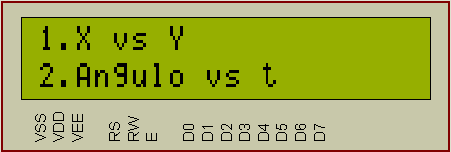 1.X vs Y
2.Angulo vs t
VSS VDD VEE RS RW E D0 D1 D2 D3 D4 D5 D6 D7